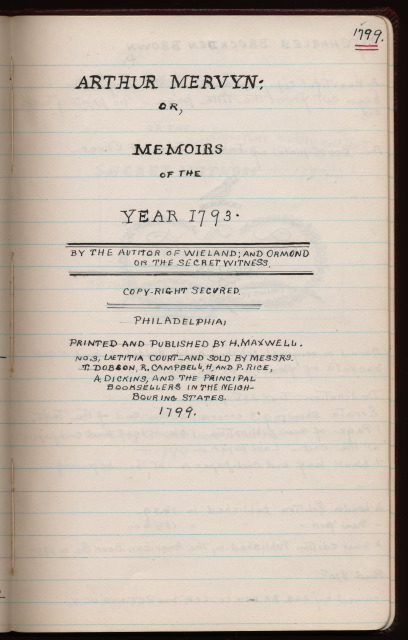 1799.
ARTHUR MERVYN:
OR,
MEMOIRS
OF THE
YEAR 1793.
BY THE AUTHOR OF WIELAND; AND ORMOND
OR THE SECRET WITNESS.
COPY-RIGHT SECURED.
PHILADELPHIA;
PRINTED AND PUBLISHED BY H. MAXWELL.
NO. 3, LAETITIA COURT-AND SOLD BY MESSRS.
T. DOBSON, R. CAMPBELL, H. AND P. RICE,
A. DICKINS, AND THE PRINCIPAL
BOOKSELLERS IN THE NEIGH-
BOURING STATES.
1799.